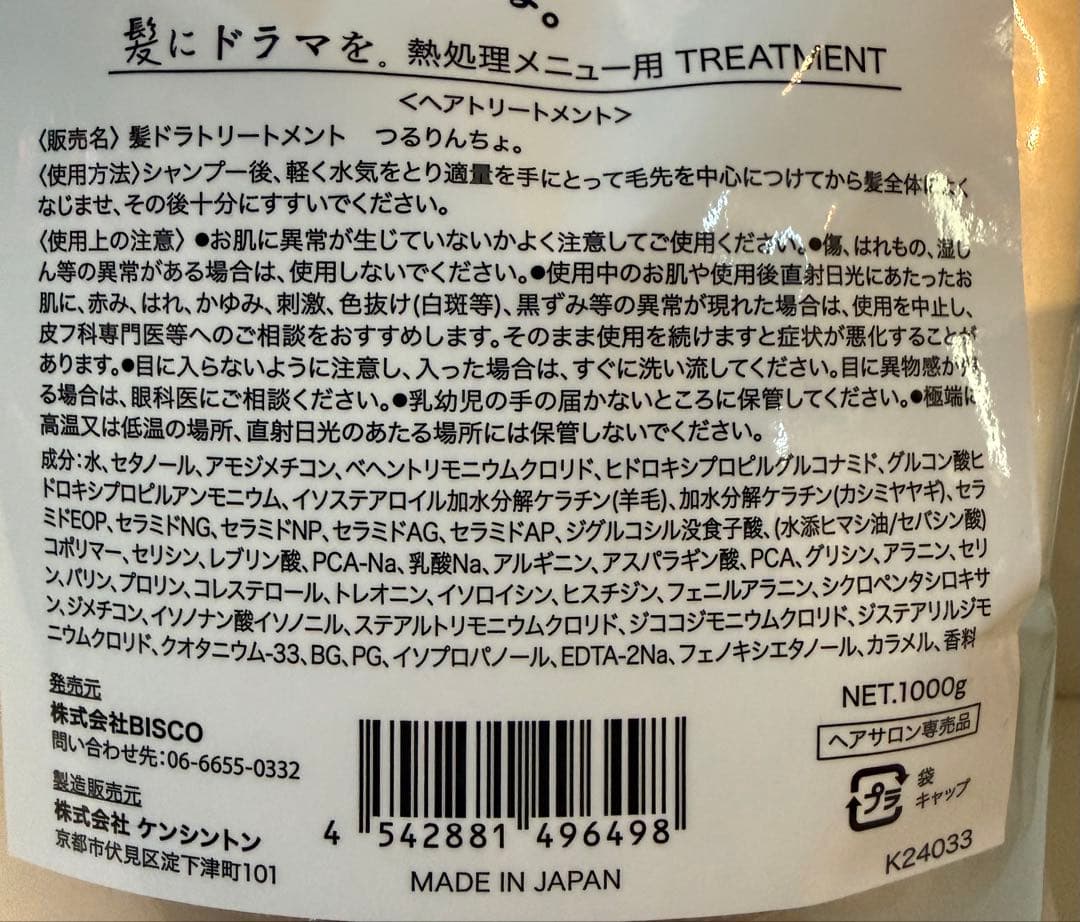 髪にドラマを。熱処理メニュー用 TREATMENT
<ヘアトリートメント>
〈販売名〉髪ドラトリートメント　つるりんちょ。
〈使用方法〉シャンプー後、軽く水気をとり適量を手にとって毛先を中心につけてから髪全体によく
なじませ、その後十分にすすいでください。
〈使用上の注意〉●お肌に異常が生じていないかよく注意してご使用ください。●傷、はれもの、湿し
ん等の異常がある場合は、使用しないでください。●使用中のお肌や使用後直射日光にあたったお
肌に、赤み、はれ、かゆみ、刺激、色抜け(白斑等)、黒ずみ等の異常が現れた場合は、使用を中止し、
皮フ科専門医等へのご相談をおすすめします。そのまま使用を続けますと症状が悪化することが
あります。●目に入らないように注意し、入った場合は、すぐに洗い流してください。目に異物感が
る場合は、眼科医にご相談ください。●乳幼児の手の届かないところに保管してください。●極端に
高温又は低温の場所、直射日光のあたる場所には保管しないでください。
成分：水、セタノール、アモジメチコン、ベヘントリモニウムクロリド、ヒドロキシプロピルグルコナミド、グルコン酸ヒ
ドロキシプロピルアンモニウム、イソステアロイル加水分解ケラチン(羊毛)、加水分解ケラチン(カシミヤヤギ)、セラ
ミドEOP、セラミドNG、セラミドNP、セラミドAG、セラミドAP、ジグルコシル没食子酸、(水添ヒマシ油/セバシン酸)
コポリマー、セリシン、レブリン酸、PCA-Na、乳酸Na、アルギニン、アスパラギン酸、PCA、グリシン、アラニン、セリ
ン、バリン、プロリン、コレステロール、トレオニン、イソロイシン、ヒスチジン、フェニルアラニン、シクロペンタシロキサ
ン、ジメチコン、イソノナン酸イソノニル、ステアルトリモニウムクロリド、ジココジモニウムクロリド、ジステアリルジモ
ニウムクロリド、クオタニウム-33、BG、PG、イソプロパノール、EDTA-2Na、フェノキシエタノール、カラメル、香料
発売元
株式会社BISCO
問い合わせ先：06-6655-0332
製造販売元
株式会社 ケンシントン
京都市伏見区淀下津町101
4 542881 496498
MADE IN JAPAN
NET.1000g
ヘアサロン専売品
プラ
袋
キャップ
K24033